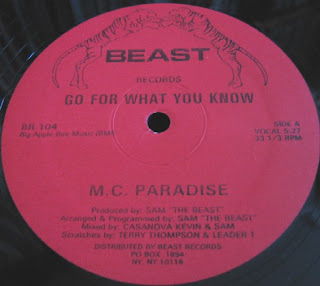 BEAST
RECORDS
GO FOR WHAT YOU KNOW
BR 104
Big Apple Box Music (BMI)
SIDE A
VOCAL 5:27
33 1/3 RPM
M.C. PARADISE
Produced by: SAM "THE BEAST"
Arranged & Programmed by: SAM "THE BEAST"
Mixed by: CASANOVA KEVIN & SAM
Scratches by: TERRY THOMPSON & LEADER 1
DISTRIBUTED BY BEAST RECORDS
PO BOX 1894
NY, NY 10116